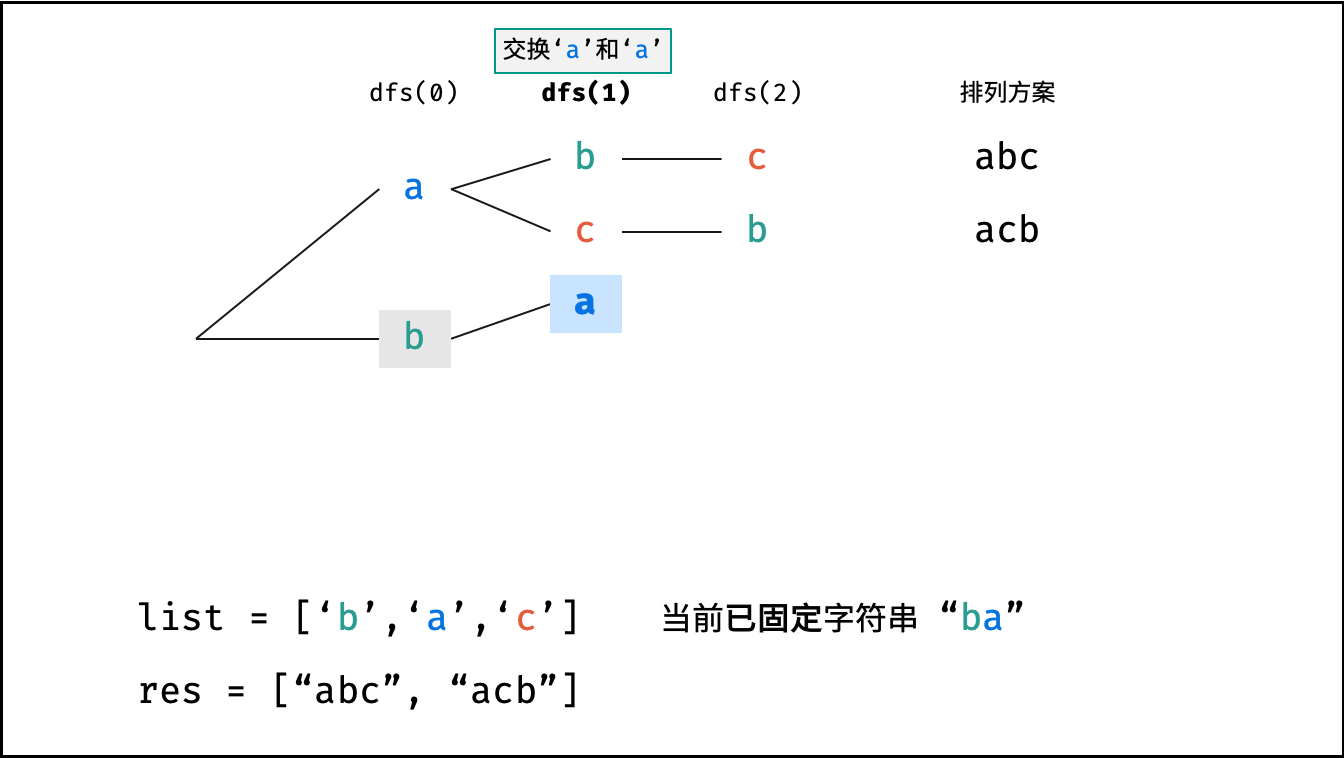 交换‘a’和‘a’
dfs(0) dfs(1) dfs(2) 排列方案
b c abc
a
c b acb
a
b
list = [‘b’,‘a’,‘c’] 当前已固定字符串 “ba”
res = [“abc”, “acb”]